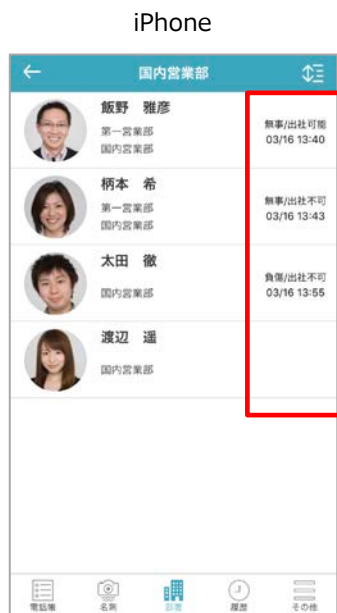 iPhone
国内営業部
飯野 雅彦
第一営業部
国内営業部
無事/出社可能
03/16 13:40
柄本 希
第一営業部
国内営業部
無事/出社不可
03/16 13:43
太田 徹
国内営業部
負傷/出社不可
03/16 13:55
渡辺 遥
国内営業部
電話帳
名刺
部署
履歴
その他